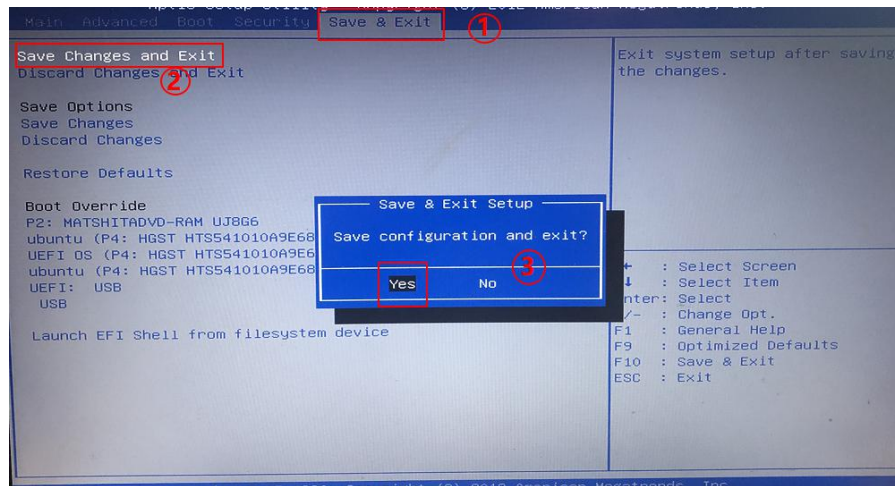 Main Advanced Boot Security Save & Exit
①
Save Changes and Exit
Discard Changes and Exit
②
Save Options
Save Changes
Discard Changes
Restore Defaults
Boot Override
P2: MATSHITADVD-RAM UJ8G6
ubuntu (P4: HGST HTS541010A9E68
UEFI OS (P4: HGST HTS541010A9E6
ubuntu (P4: HGST HTS541010A9E68
UEFI: USB
USB
Launch EFI Shell from filesystem device
Save & Exit Setup
Save configuration and exit?
③
Yes No
Exit system setup after saving
the changes.
: Select Screen
: Select Item
: Select
: Change Opt.
F1 : General Help
F9 : Optimized Defaults
F10 : Save & Exit
ESC : Exit